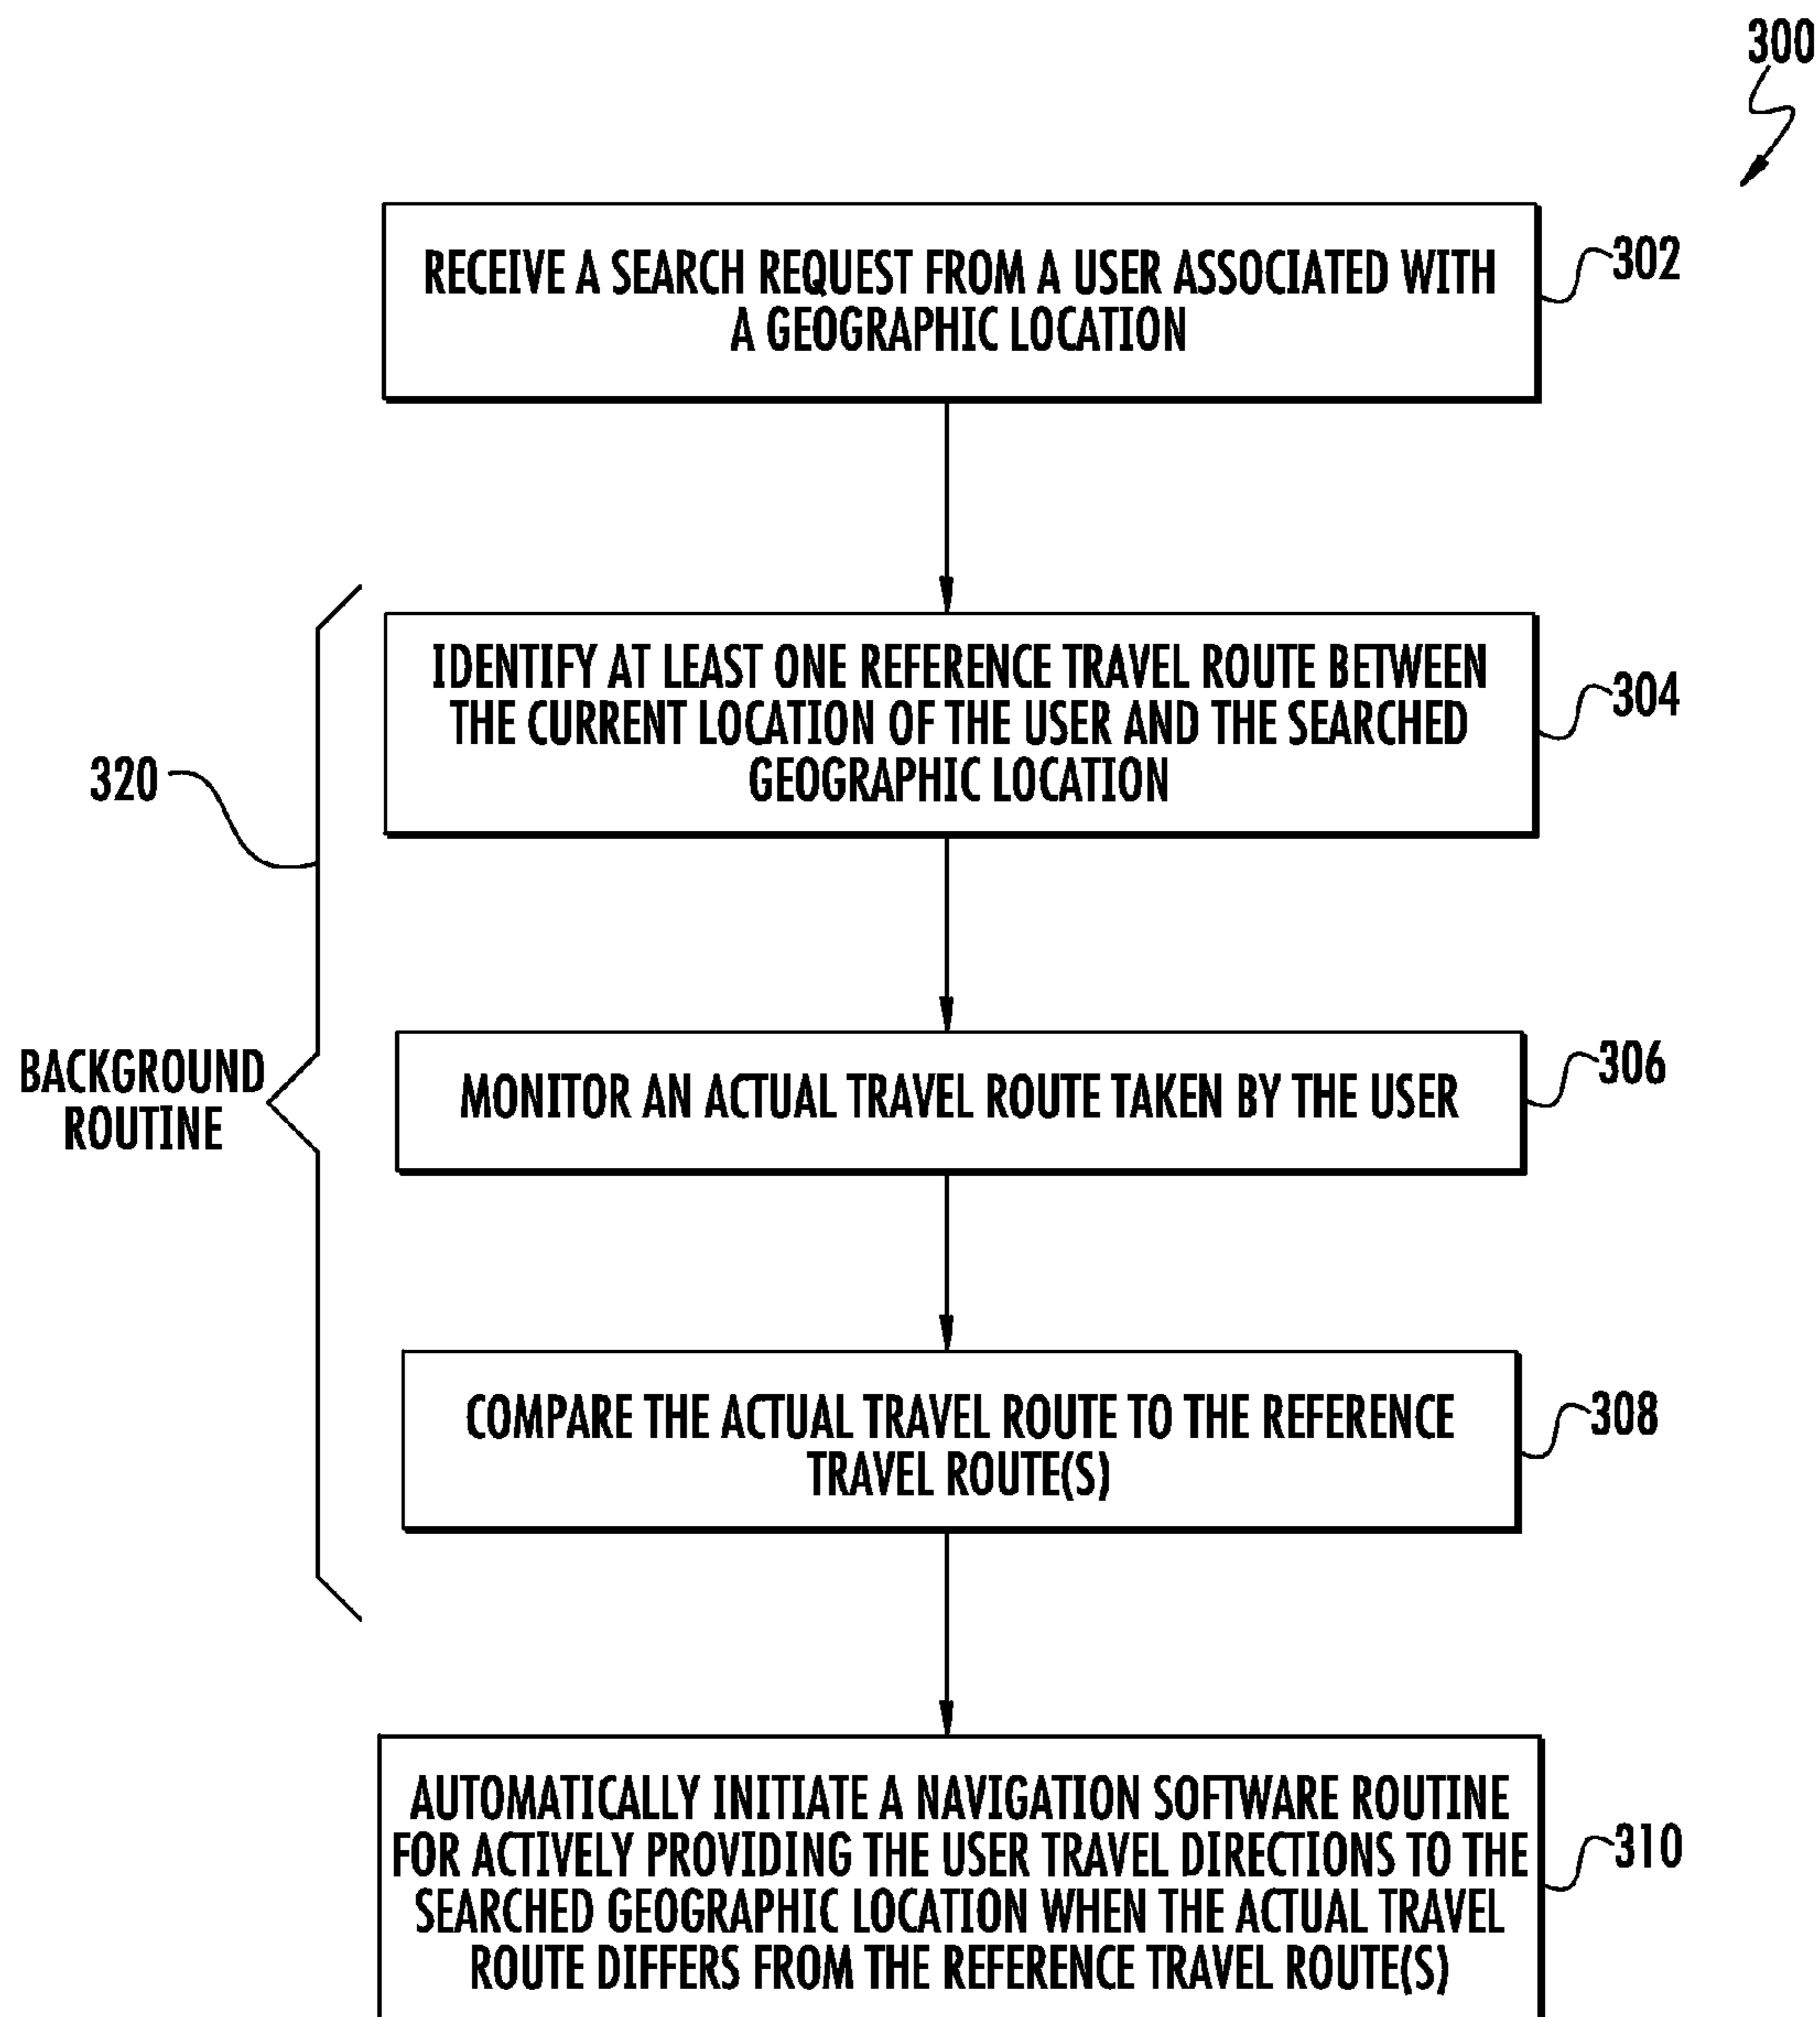 300
RECEIVE A SEARCH REQUEST FROM A USER ASSOCIATED WITH
A GEOGRAPHIC LOCATION
302
IDENTIFY AT LEAST ONE REFERENCE TRAVEL ROUTE BETWEEN
THE CURRENT LOCATION OF THE USER AND THE SEARCHED
GEOGRAPHIC LOCATION
304
320
BACKGROUND
ROUTINE
MONITOR AN ACTUAL TRAVEL ROUTE TAKEN BY THE USER
306
COMPARE THE ACTUAL TRAVEL ROUTE TO THE REFERENCE
TRAVEL ROUTE(S)
308
AUTOMATICALLY INITIATE A NAVIGATION SOFTWARE ROUTINE
FOR ACTIVELY PROVIDING THE USER TRAVEL DIRECTIONS TO THE
SEARCHED GEOGRAPHIC LOCATION WHEN THE ACTUAL TRAVEL
ROUTE DIFFERS FROM THE REFERENCE TRAVEL ROUTE(S)
310